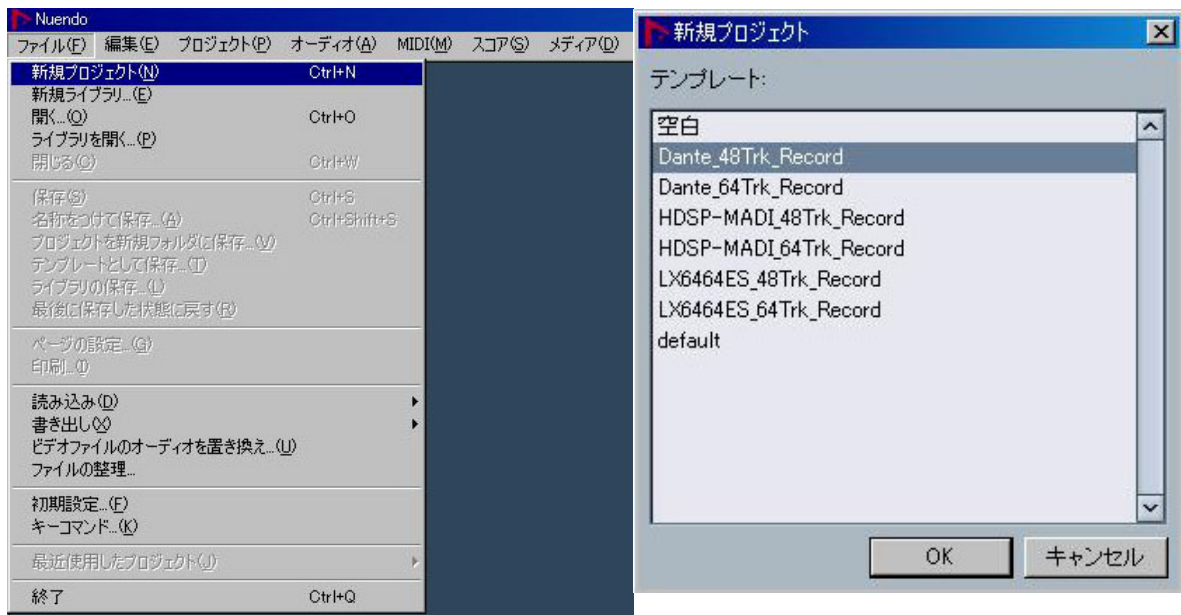 Nuendo
ファイル(F) 編集(E) プロジェクト(P) オーディオ(A) MIDI(M) スコア(S) メディア(D)
新規プロジェクト(N) Ctrl+N
新規ライブラリ...(E)
開く...(O) Ctrl+O
ライブラリを開く...(P)
閉じる(C) Ctrl+W
保存(S) Ctrl+S
名称をつけて保存...(A) Ctrl+Shift+S
プロジェクトを新規フォルダに保存...(V)
テンプレートとして保存...(T)
ライブラリの保存...(L)
最後に保存した状態に戻す(R)
ページの設定...(G)
印刷...(I)
読み込み(D)
書き出し(X)
ビデオファイルのオーディオを置き換え...(U)
ファイルの整理...
初期設定...(F)
キーコマンド...(K)
最近使用したプロジェクト(J)
終了 Ctrl+Q
新規プロジェクト
テンプレート:
空白
Dante_48Trk_Record
Dante_64Trk_Record
HDSP-MADI_48Trk_Record
HDSP-MADI_64Trk_Record
LX6464ES_48Trk_Record
LX6464ES_64Trk_Record
default
OK キャンセル